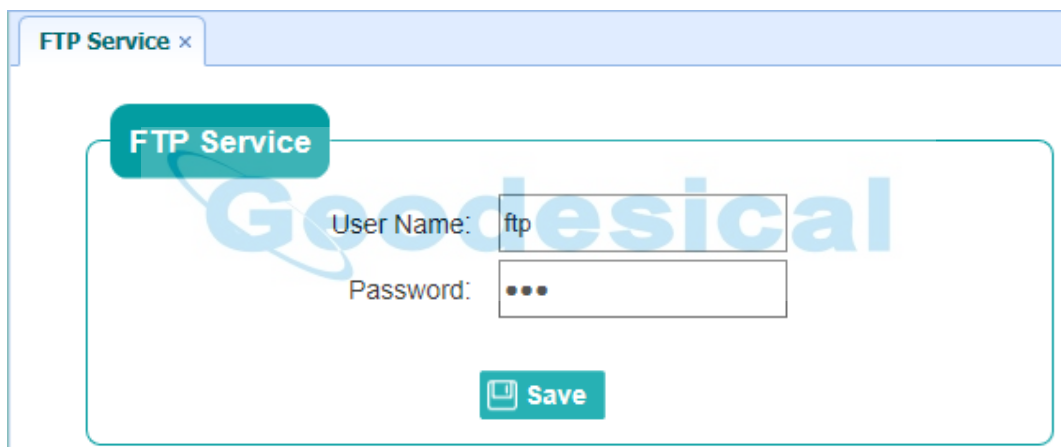 FTP Service ×
FTP Service
Geodesical
User Name: ftp
Password: •••
Save